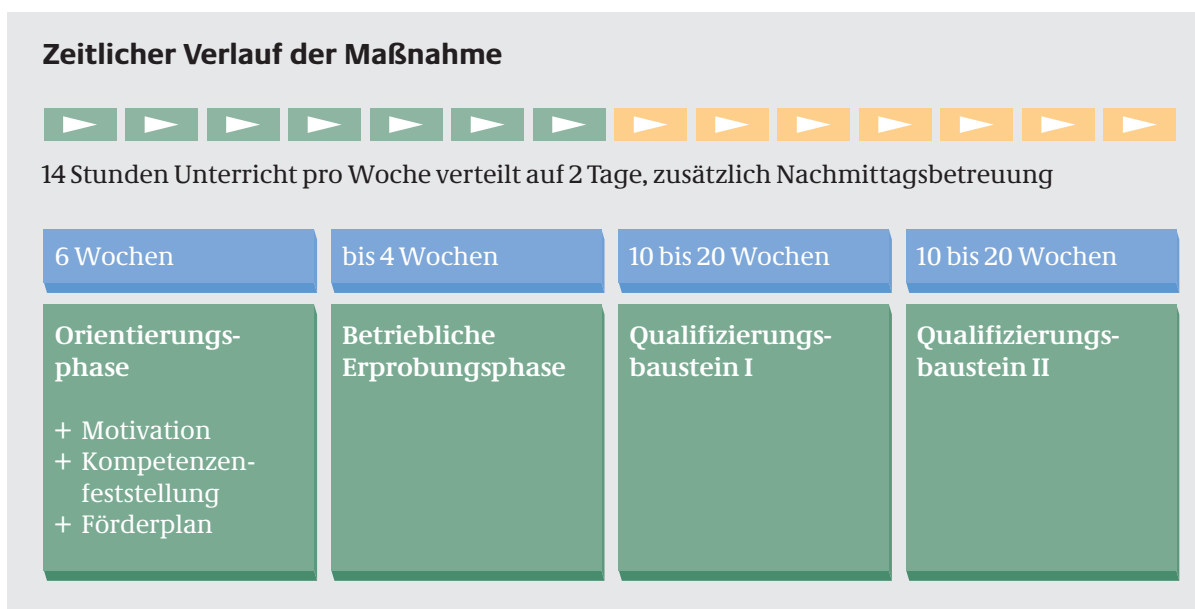 Zeitlicher Verlauf der Maßnahme
14 Stunden Unterricht pro Woche verteilt auf 2 Tage, zusätzlich Nachmittagsbetreuung
6 Wochen
bis 4 Wochen
10 bis 20 Wochen
10 bis 20 Wochen
Orientierungs-
phase
+ Motivation
+ Kompetenzen-
feststellung
+ Förderplan
Betriebliche
Erprobungsphase
Qualifizierungs-
baustein I
Qualifizierungs-
baustein II